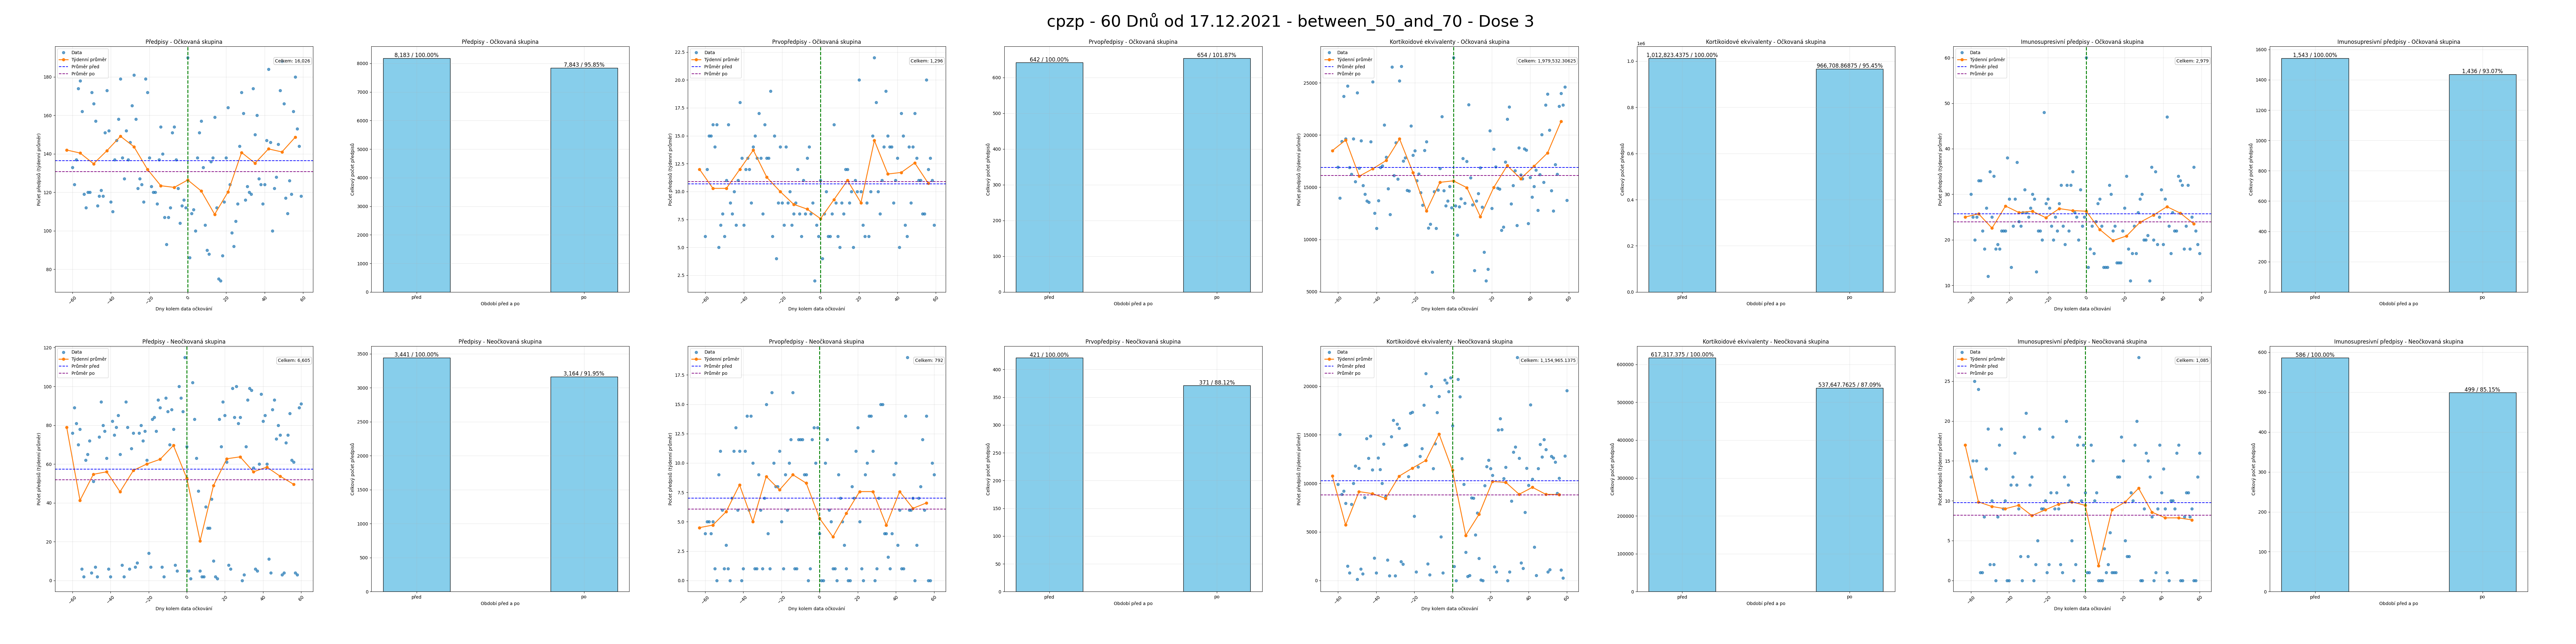 cpzp - 60 Dnů od 17.12.2021 - between_50_and_70 - Dose 3
Předpisy - Očkovaná skupina
Data
Týdenní průměr
Průměr před
Průměr po
Celkem: 16,026
Počet předpisů (týdenní průměr)
Dny kolem data očkování
Předpisy - Očkovaná skupina
8,183 / 100.00%
7,843 / 95.85%
Celkový počet předpisů
před
po
Období před a po
Prvopředpisy - Očkovaná skupina
Data
Týdenní průměr
Průměr před
Průměr po
Celkem: 1,296
Počet předpisů (týdenní průměr)
Dny kolem data očkování
Prvopředpisy - Očkovaná skupina
642 / 100.00%
654 / 101.87%
Celkový počet předpisů
před
po
Období před a po
Kortikoidové ekvivalenty - Očkovaná skupina
Data
Týdenní průměr
Průměr před
Průměr po
Celkem: 1,979,532.30625
Počet předpisů (týdenní průměr)
Dny kolem data očkování
Kortikoidové ekvivalenty - Očkovaná skupina
1e6
1,012,823.4375 / 100.00%
966,708.86875 / 95.45%
Celkový počet předpisů
před
po
Období před a po
Imunosupresivní předpisy - Očkovaná skupina
Data
Týdenní průměr
Průměr před
Průměr po
Celkem: 2,979
Počet předpisů (týdenní průměr)
Dny kolem data očkování
Imunosupresivní předpisy - Očkovaná skupina
1,543 / 100.00%
1,436 / 93.07%
Celkový počet předpisů
před
po
Období před a po
Předpisy - Neočkovaná skupina
Data
Týdenní průměr
Průměr před
Průměr po
Celkem: 6,605
Počet předpisů (týdenní průměr)
Dny kolem data očkování
Předpisy - Neočkovaná skupina
3,441 / 100.00%
3,164 / 91.95%
Celkový počet předpisů
před
po
Období před a po
Prvopředpisy - Neočkovaná skupina
Data
Týdenní průměr
Průměr před
Průměr po
Celkem: 792
Počet předpisů (týdenní průměr)
Dny kolem data očkování
Prvopředpisy - Neočkovaná skupina
421 / 100.00%
371 / 88.12%
Celkový počet předpisů
před
po
Období před a po
Kortikoidové ekvivalenty - Neočkovaná skupina
Data
Týdenní průměr
Průměr před
Průměr po
Celkem: 1,154,965.1375
Počet předpisů (týdenní průměr)
Dny kolem data očkování
Kortikoidové ekvivalenty - Neočkovaná skupina
617,317.375 / 100.00%
537,647.7625 / 87.09%
Celkový počet předpisů
před
po
Období před a po
Imunosupresivní předpisy - Neočkovaná skupina
Data
Týdenní průměr
Průměr před
Průměr po
Celkem: 1,085
Počet předpisů (týdenní průměr)
Dny kolem data očkování
Imunosupresivní předpisy - Neočkovaná skupina
586 / 100.00%
499 / 85.15%
Celkový počet předpisů
před
po
Období před a po